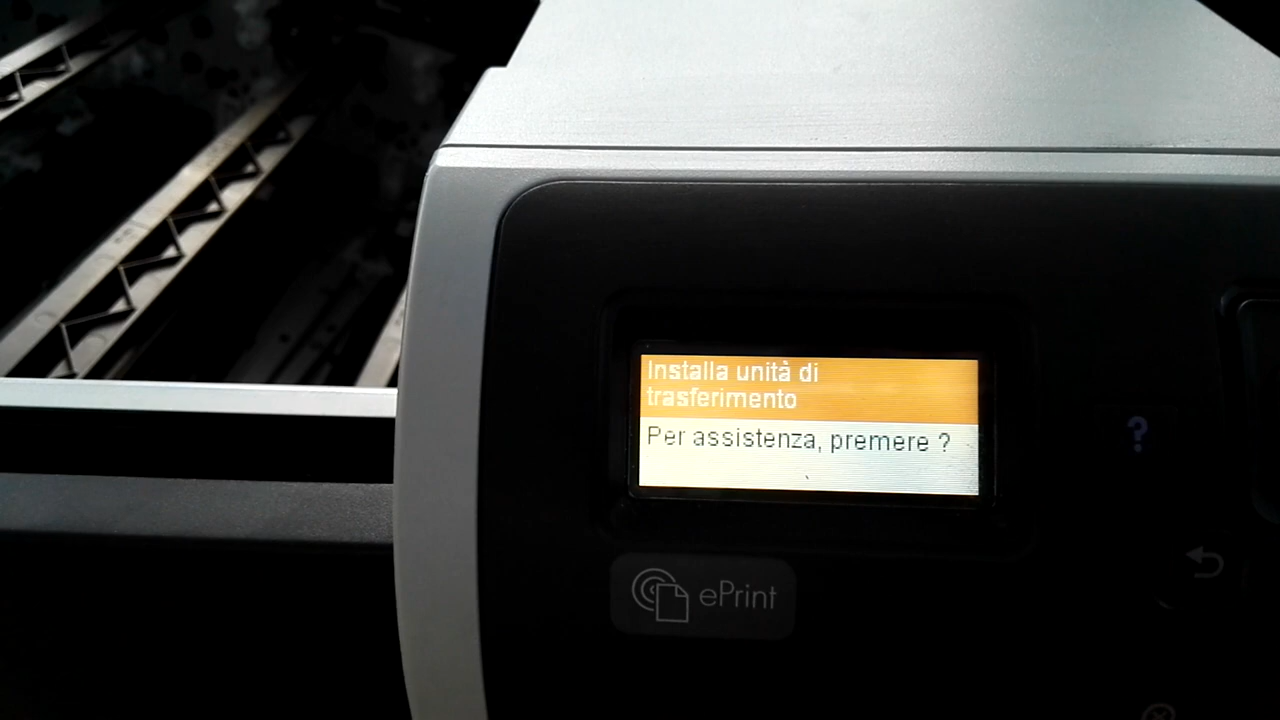 Installa unità di
trasferimento
Per assistenza, premere ?
ePrint
?